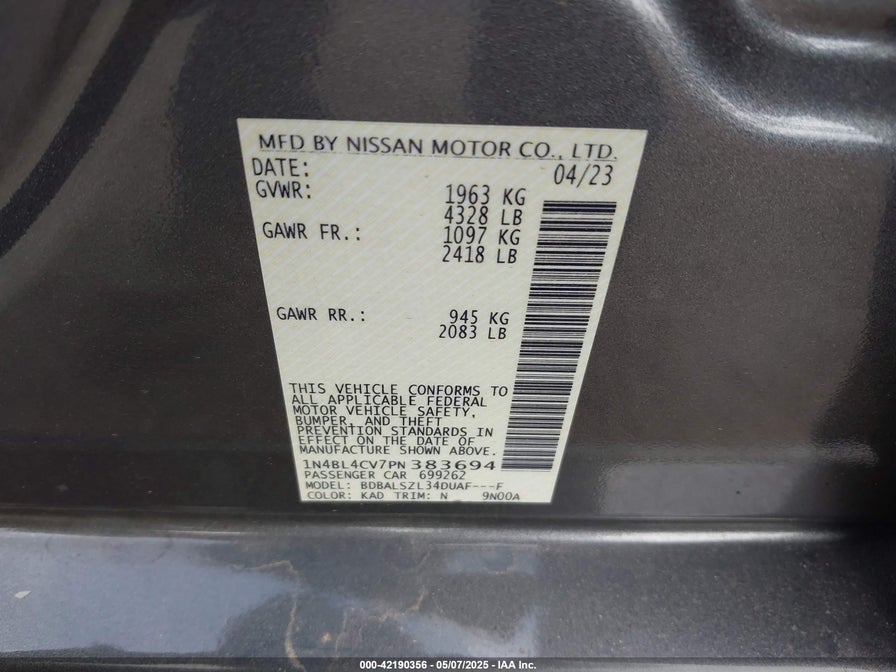 MFD BY NISSAN MOTOR CO., LTD.
DATE: 04/23
GVWR: 1963 KG
4328 LB
GAWR FR.: 1097 KG
2418 LB
GAWR RR.: 945 KG
2083 LB
THIS VEHICLE CONFORMS TO
ALL APPLICABLE FEDERAL
MOTOR VEHICLE SAFETY,
BUMPER, AND THEFT
PREVENTION STANDARDS IN
EFFECT ON THE DATE OF
MANUFACTURE SHOWN ABOVE.
1N4BL4CV7PN383694
PASSENGER CAR 699262
MODEL: BDBALSZL34DUAF---F
COLOR: KAD TRIM: N 9N00A
000-42190356 - 05/07/2025 - IAA Inc.